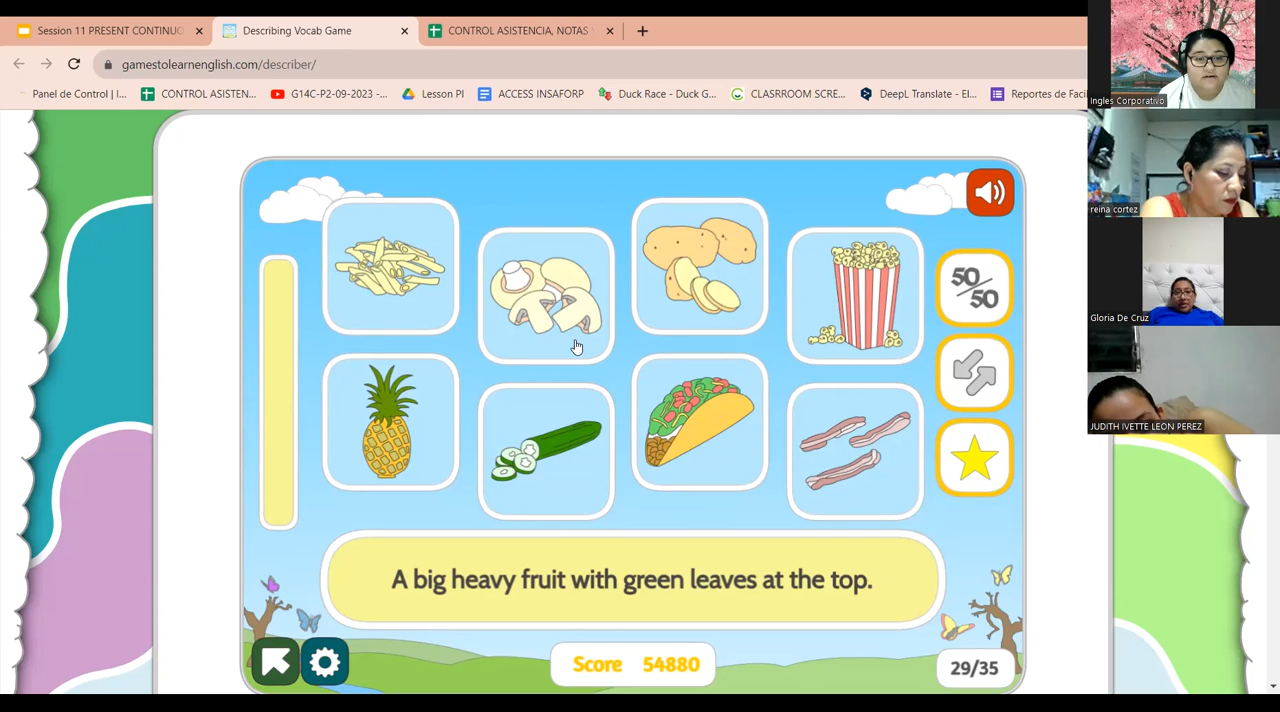 Session 11 PRESENT CONTINUO
Describing Vocab Game
CONTROL ASISTENCIA, NOTAS
gamestolearnenglish.com/describer/
Panel de Control | I...
CONTROL ASISTEN...
G14C-P2-09-2023 -...
Lesson PI
ACCESS INSAFORP
Duck Race - Duck G...
CLASRROOM SCRE...
DeepL Translate - El...
Reportes de Facil
Ingles Corporativo
reina cortez
Gloria De Cruz
JUDITH IVETTE LEON PEREZ
50/50
A big heavy fruit with green leaves at the top.
Score 54880
29/35